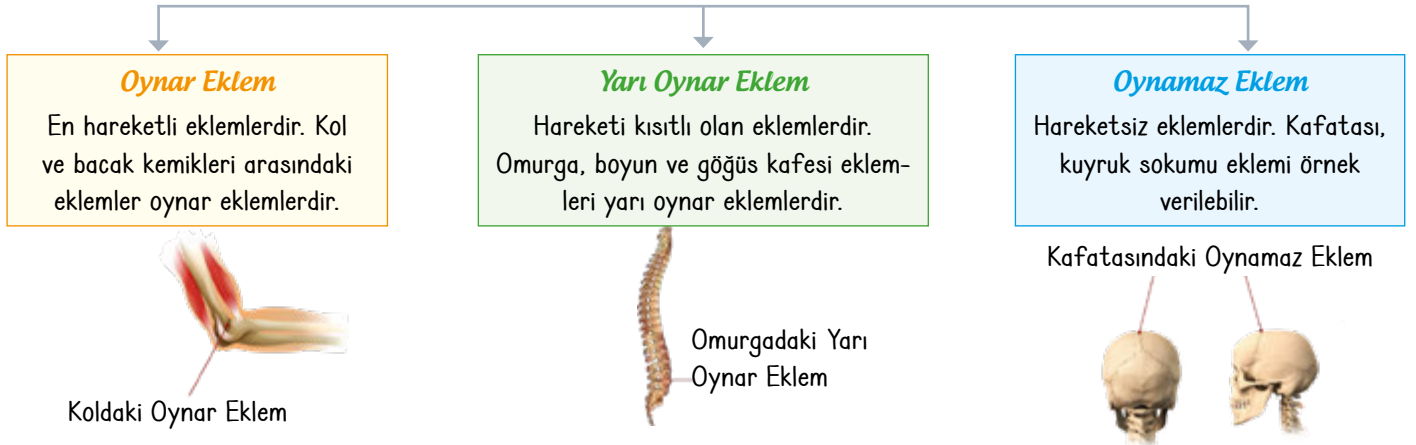 Oynar Eklem
En hareketli eklemlerdir. Kol
ve bacak kemikleri arasındaki
eklemler oynar eklemlerdir.
Koldaki Oynar Eklem
Yarı Oynar Eklem
Hareketi kısıtlı olan eklemlerdir.
Omurga, boyun ve göğüs kafesi eklem-
leri yarı oynar eklemlerdir.
Omurgadaki Yarı
Oynar Eklem
Oynamaz Eklem
Hareketsiz eklemlerdir. Kafatası,
kuyruk sokumu eklemi örnek
verilebilir.
Kafatasındaki Oynamaz Eklem